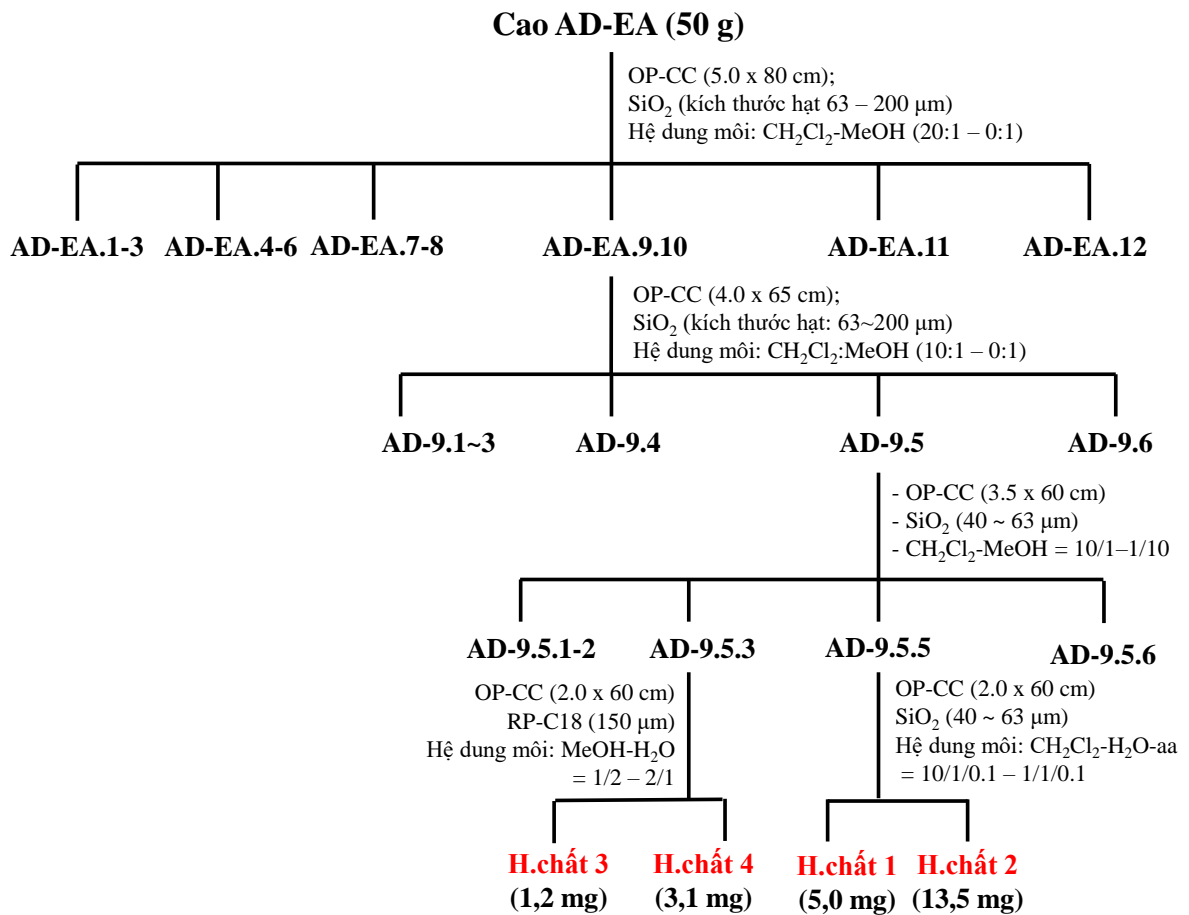 Cao AD-EA (50 g)
OP-CC (5.0 x 80 cm);
SiO₂ (kích thước hạt 63 – 200 μm)
Hệ dung môi: CH₂Cl₂-MeOH (20:1 – 0:1)
AD-EA.1-3 AD-EA.4-6 AD-EA.7-8 AD-EA.9.10 AD-EA.11 AD-EA.12
OP-CC (4.0 x 65 cm);
SiO₂ (kích thước hạt: 63~200 μm)
Hệ dung môi: CH₂Cl₂:MeOH (10:1 – 0:1)
AD-9.1~3 AD-9.4 AD-9.5 AD-9.6
- OP-CC (3.5 x 60 cm)
- SiO₂ (40 ~ 63 μm)
- CH₂Cl₂-MeOH = 10/1–1/10
AD-9.5.1-2 AD-9.5.3 AD-9.5.5 AD-9.5.6
OP-CC (2.0 x 60 cm)
RP-C18 (150 μm)
Hệ dung môi: MeOH-H₂O
= 1/2 – 2/1
OP-CC (2.0 x 60 cm)
SiO₂ (40 ~ 63 μm)
Hệ dung môi: CH₂Cl₂-H₂O-aa
= 10/1/0.1 – 1/1/0.1
H.chất 3 H.chất 4 H.chất 1 H.chất 2
(1,2 mg) (3,1 mg) (5,0 mg) (13,5 mg)